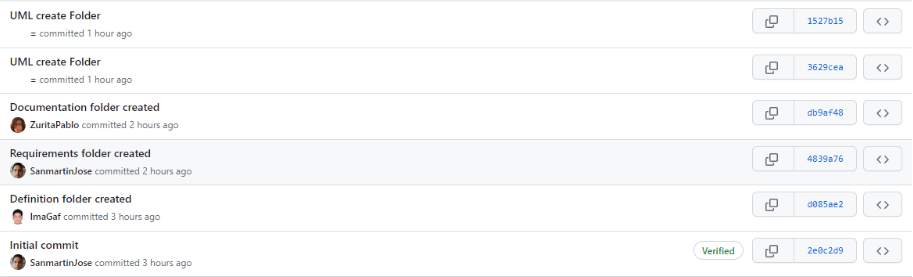 UML create Folder
1527b15
= committed 1 hour ago
UML create Folder
3629cea
= committed 1 hour ago
Documentation folder created
db9af48
ZuritaPablo committed 2 hours ago
Requirements folder created
4839a76
SanmartinJose committed 2 hours ago
Definition folder created
d085ae2
ImaGaf committed 3 hours ago
Initial commit
Verified 2e0c2d9
SanmartinJose committed 3 hours ago